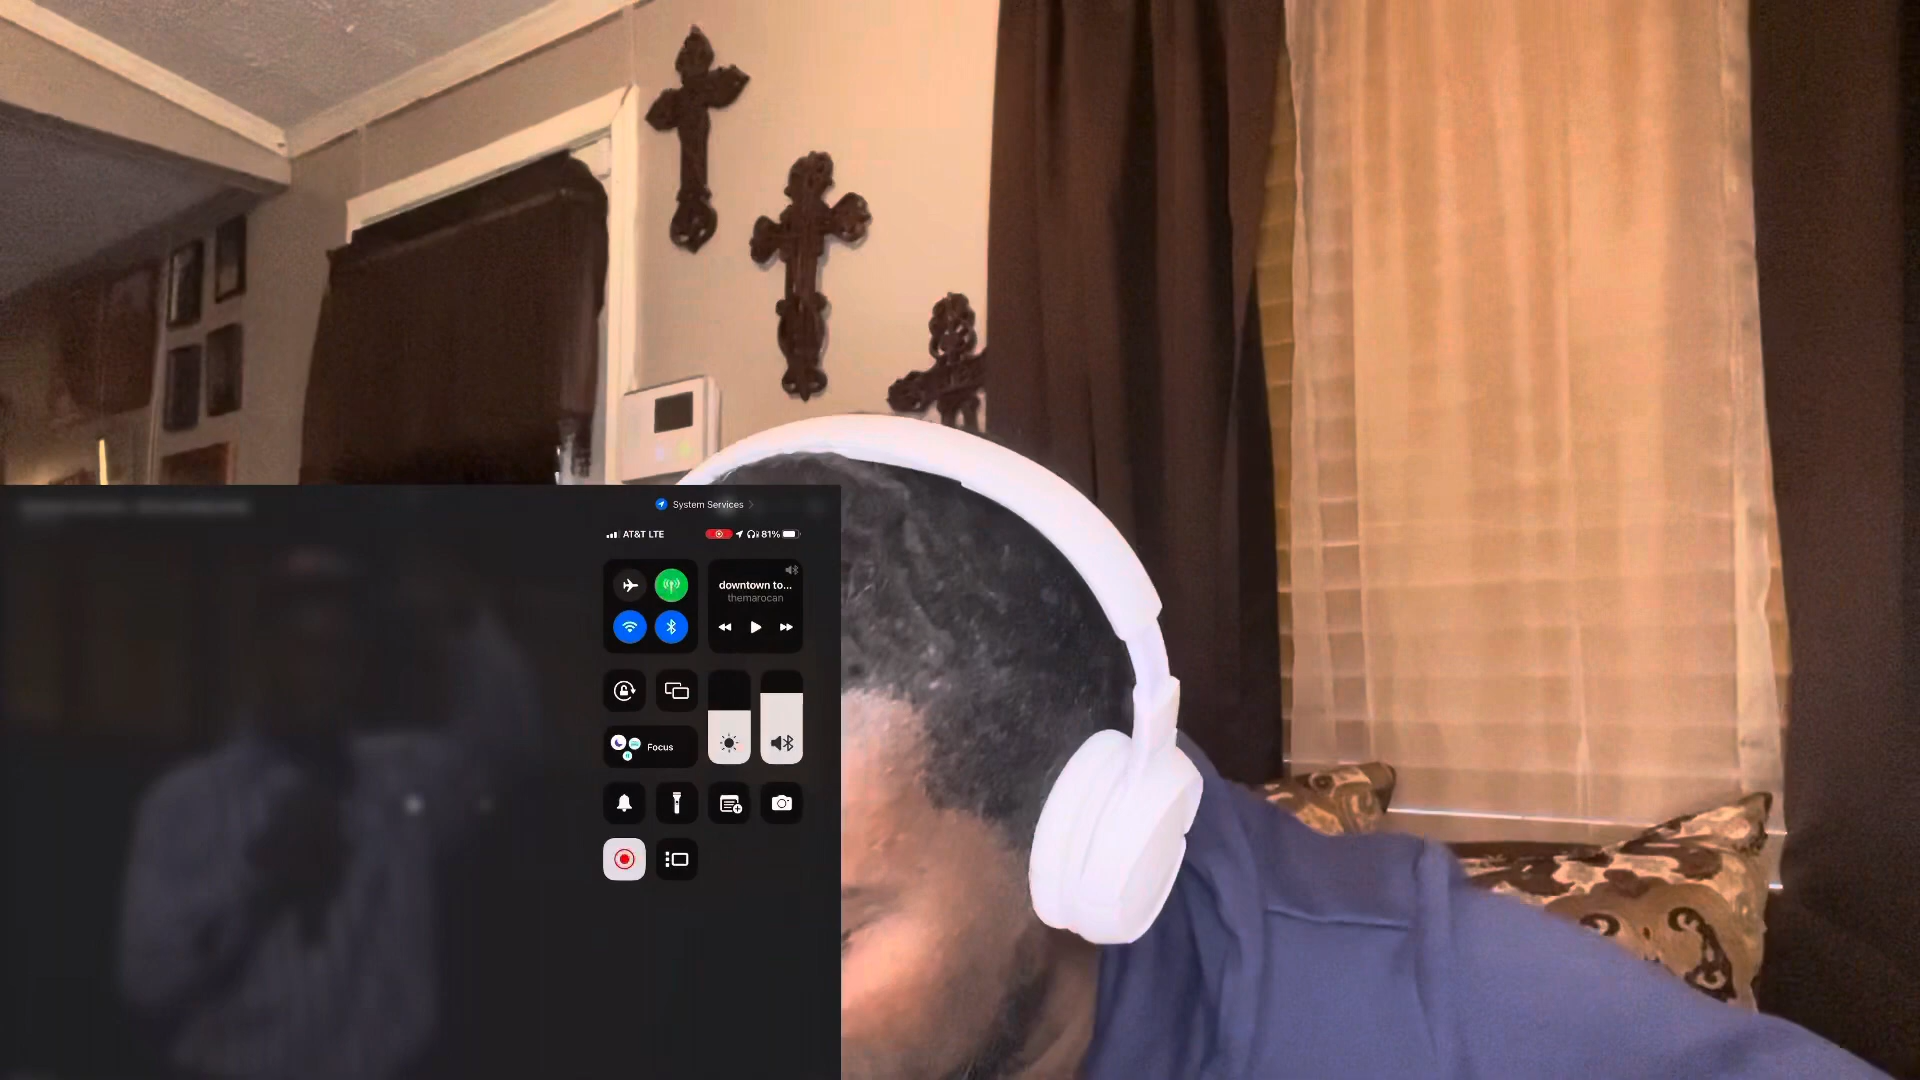 System Services
AT&T LTE
81%
downtown to...
themarocan
Focus